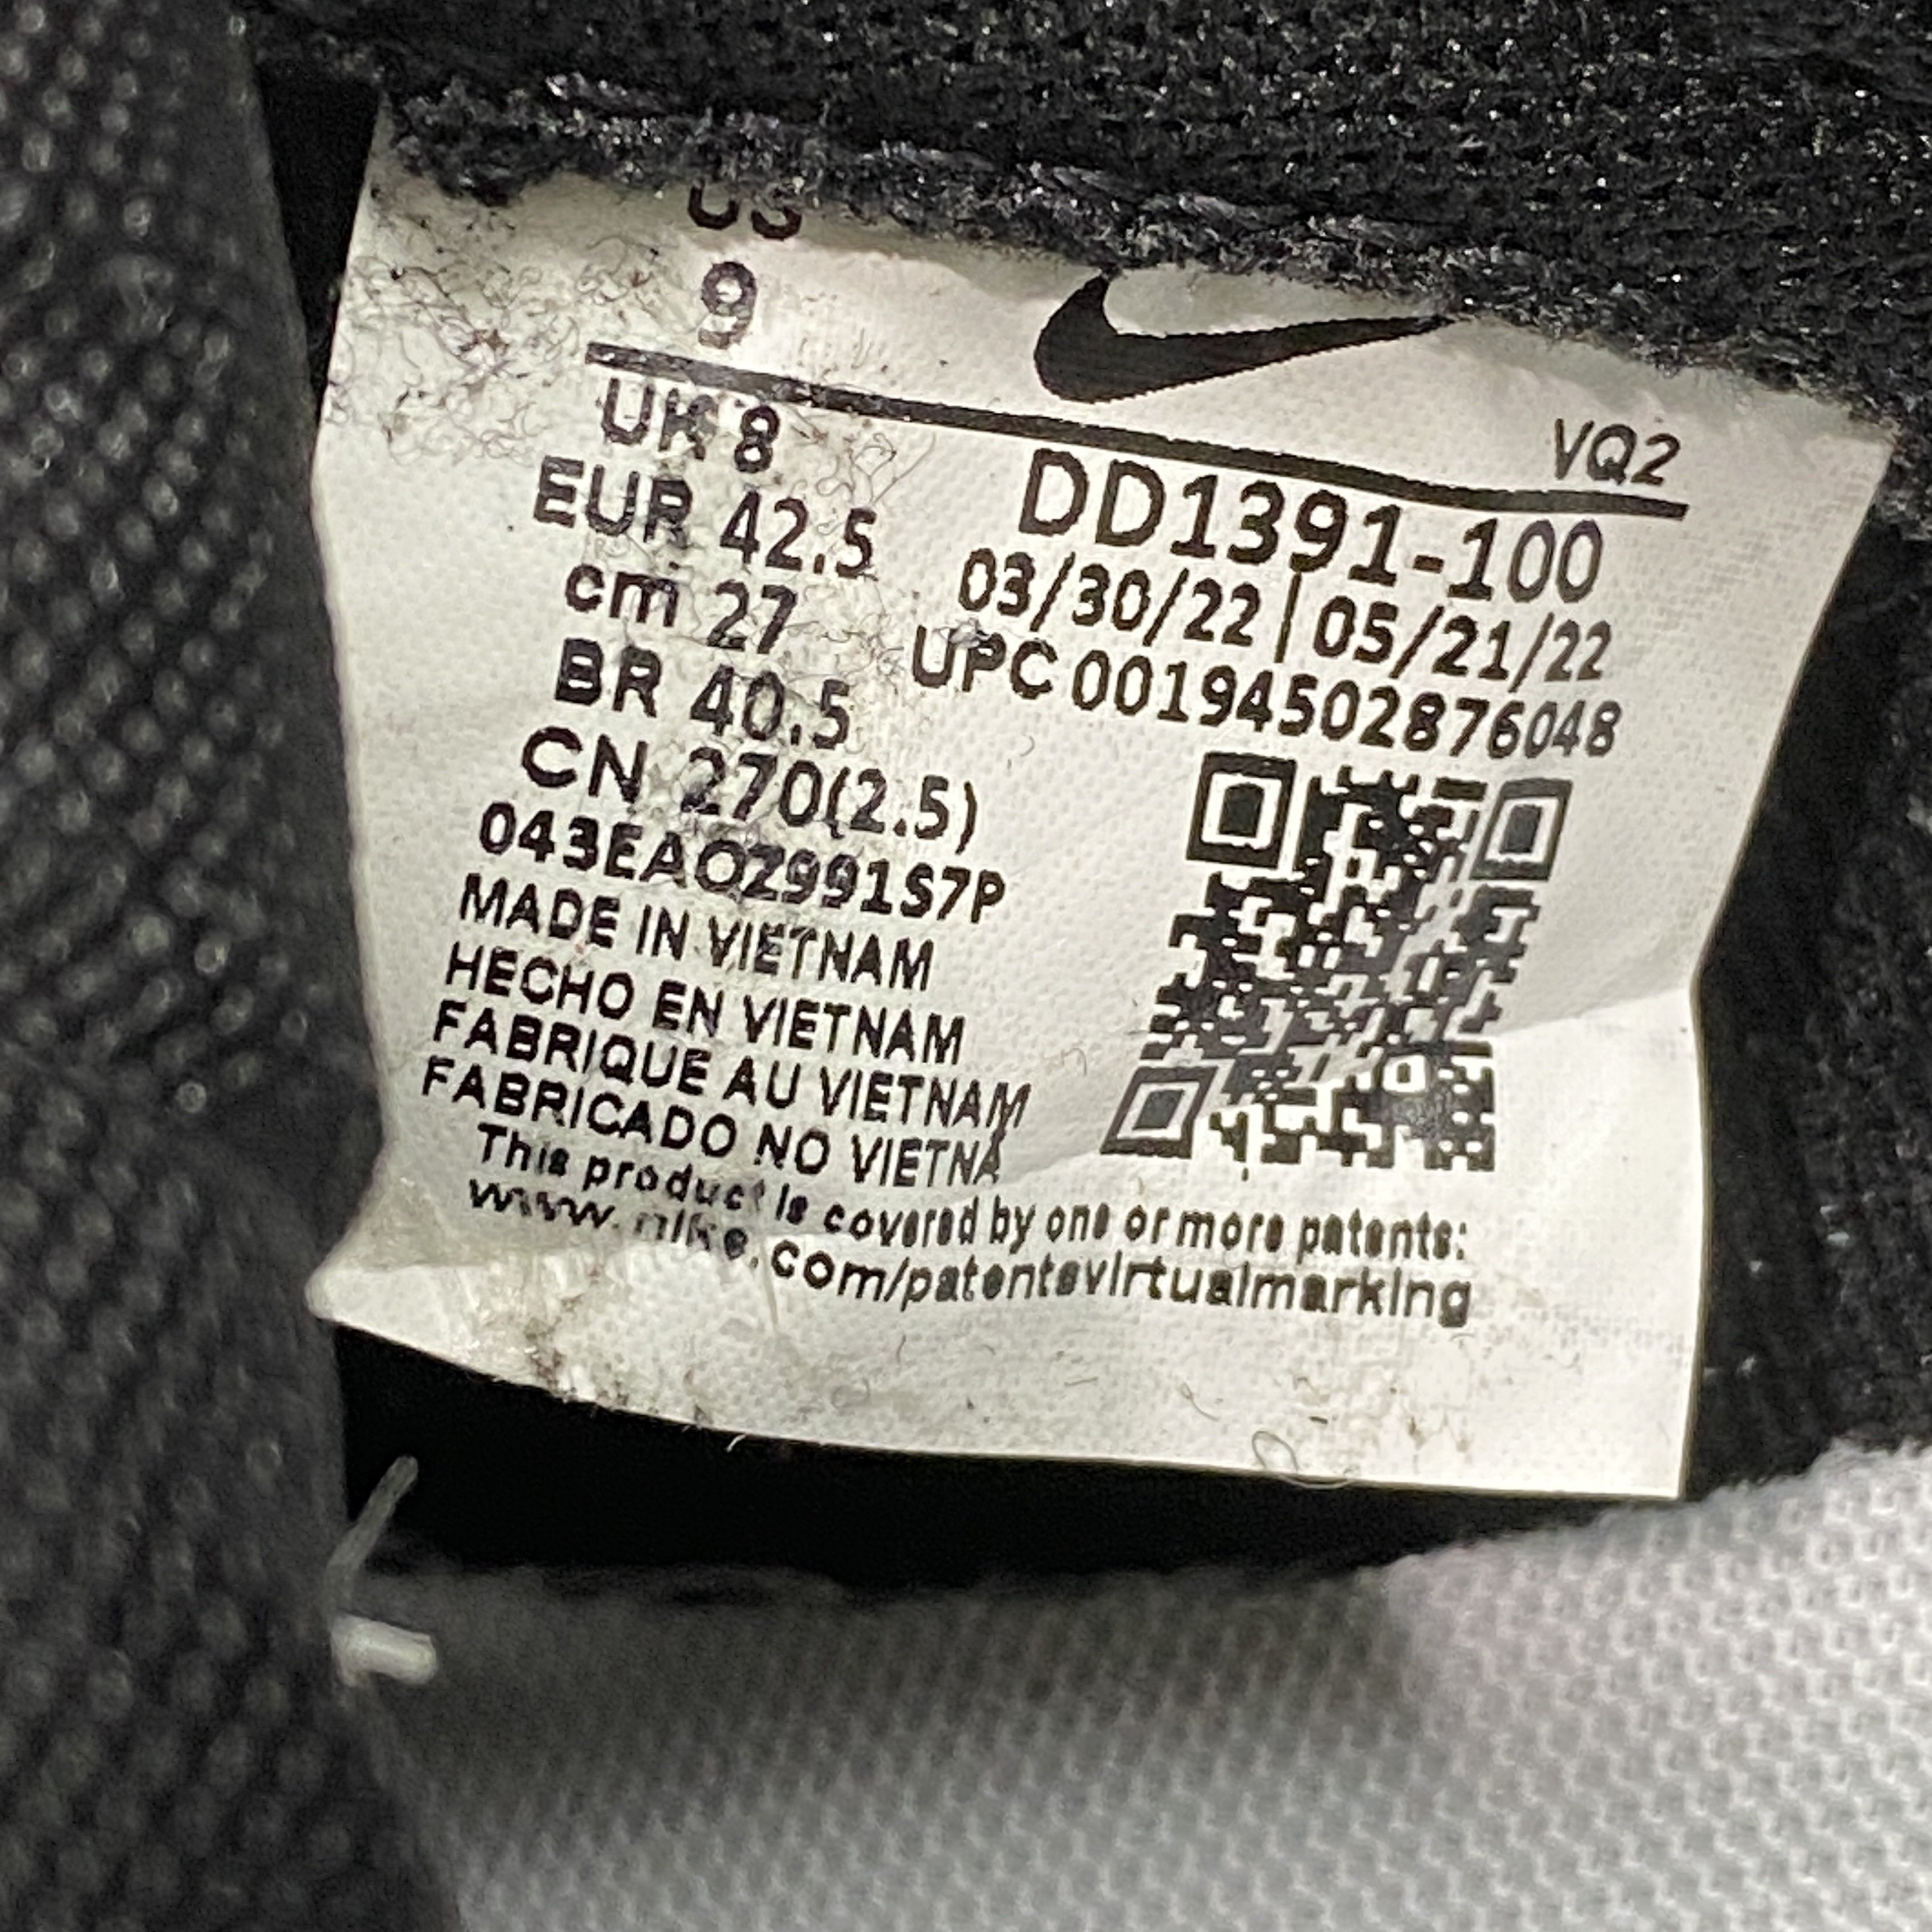 US
9
VQ2
UK 8
EUR 42.5
cm 27
BR 40.5
CN 270(2.5)
DD1391-100
03/30/22 | 05/21/22
UPC 00194502876048
043EAOZ991S7P
MADE IN VIETNAM
HECHO EN VIETNAM
FABRIQUE AU VIETNAM
FABRICADO NO VIETNÃ
This product is covered by one or more patents:
www.nike.com/patentsvirtualmarking